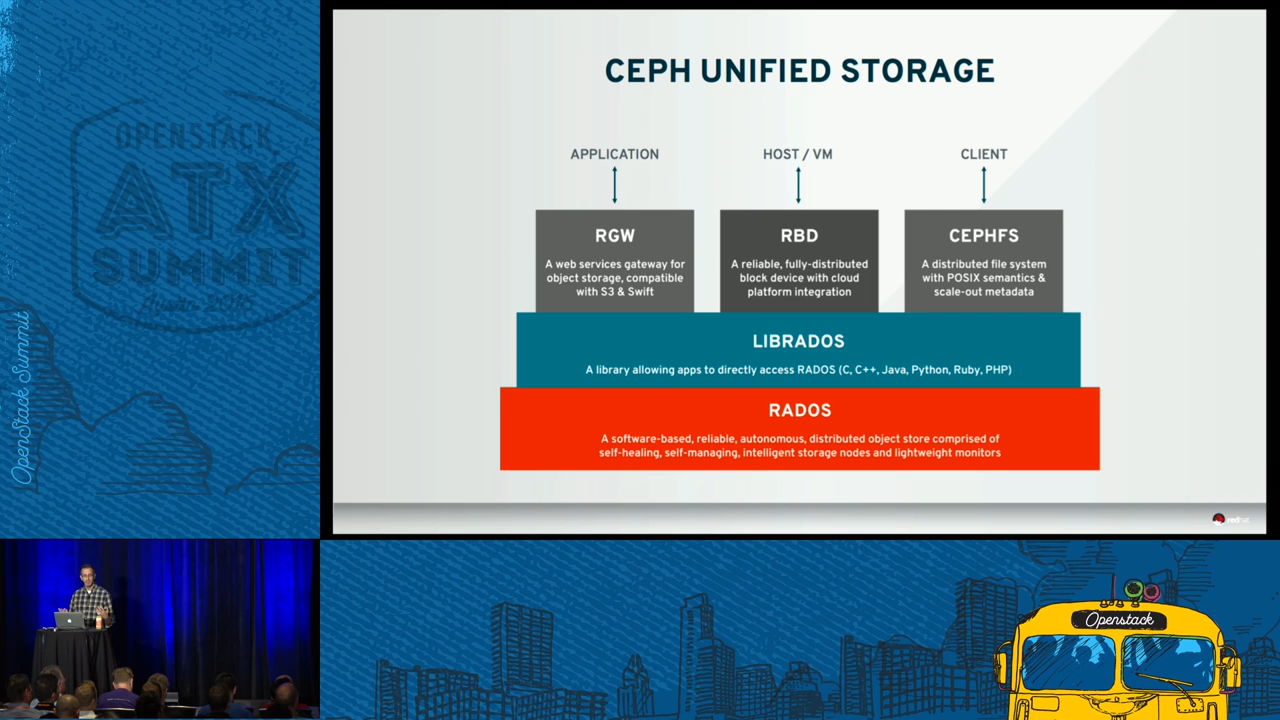 CEPH UNIFIED STORAGE
APPLICATION
HOST / VM
CLIENT
RGW
A web services gateway for
object storage, compatible
with S3 & Swift
RBD
A reliable, fully-distributed
block device with cloud
platform integration
CEPHFS
A distributed file system
with POSIX semantics &
scale-out metadata
LIBRADOS
A library allowing apps to directly access RADOS (C, C++, Java, Python, Ruby, PHP)
RADOS
A software-based, reliable, autonomous, distributed object store comprised of
self-healing, self-managing, intelligent storage nodes and lightweight monitors
redhat
OPENSTACK
ATX
SUMMIT
OpenStack Summit
Openstack